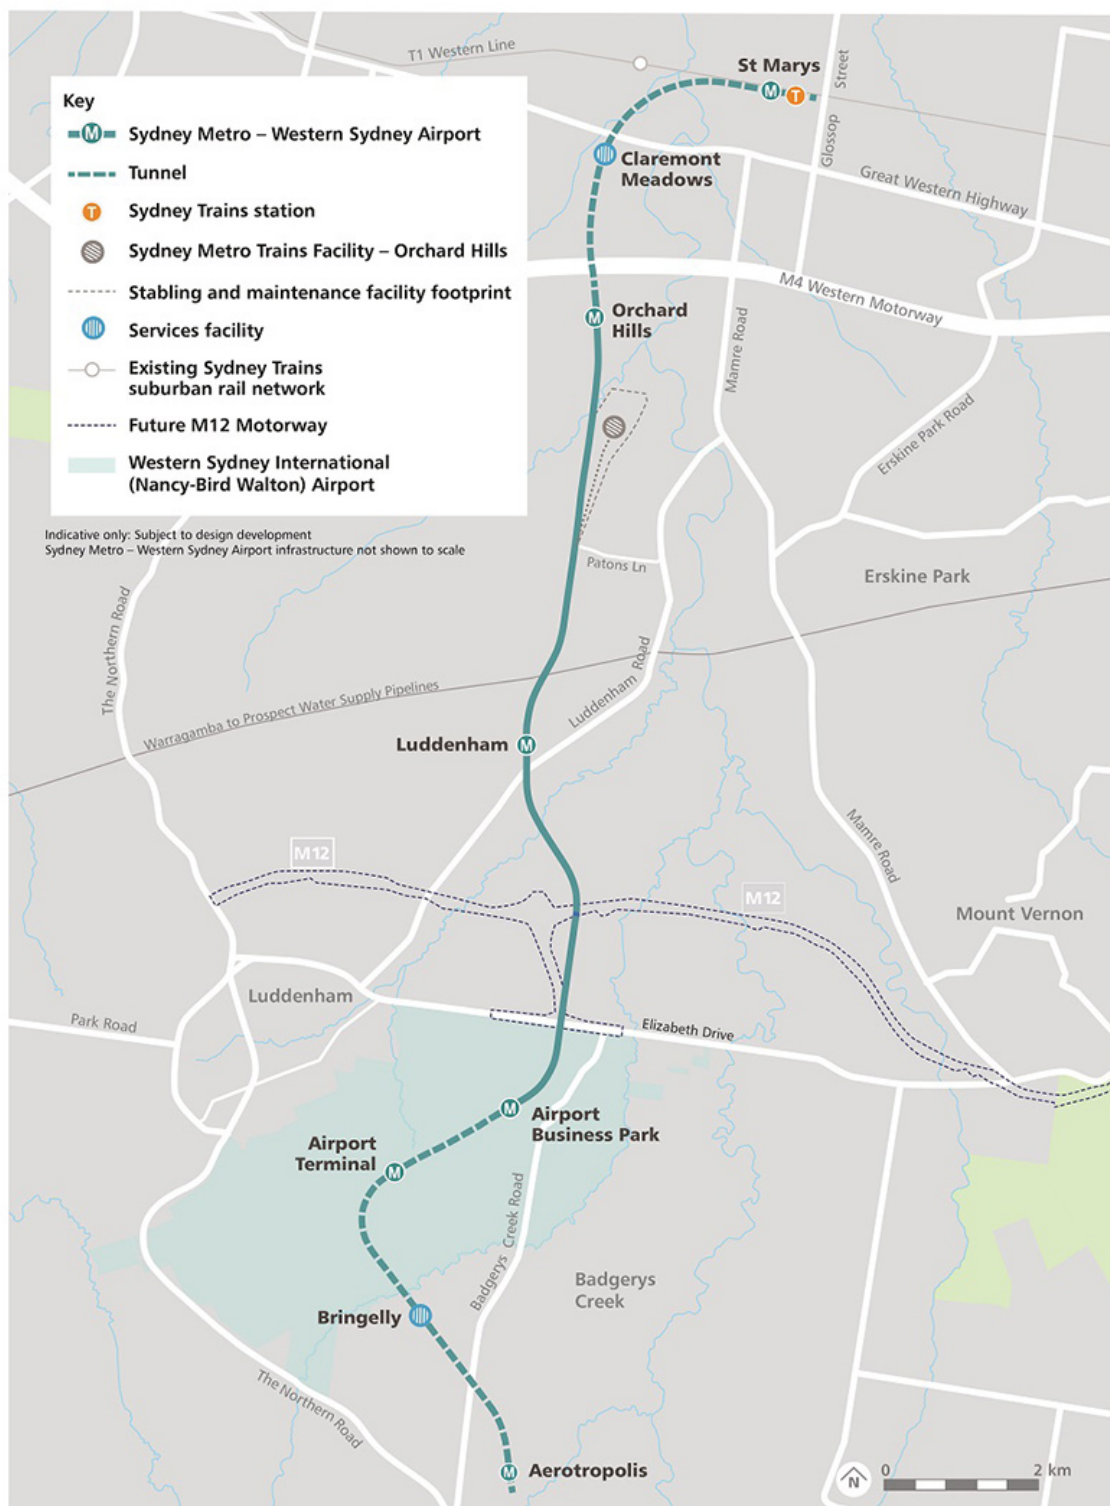 Key
M
Sydney Metro – Western Sydney Airport
Tunnel
T
Sydney Trains station
Sydney Metro Trains Facility – Orchard Hills
Stabling and maintenance facility footprint
Services facility
Existing Sydney Trains
suburban rail network
Future M12 Motorway
Western Sydney International
(Nancy-Bird Walton) Airport
Indicative only: Subject to design development
Sydney Metro – Western Sydney Airport infrastructure not shown to scale
T1 Western Line
St Marys
M
T
Glossop Street
Claremont
Meadows
Great Western Highway
M4 Western Motorway
M
Orchard
Hills
Mamre Road
Erskine Park Road
Patons Ln
Erskine Park
The Northern Road
Luddenham Road
Warragamba to Prospect Water Supply Pipelines
Luddenham
M
Mamre Road
M12
M12
Mount Vernon
Luddenham
Park Road
Elizabeth Drive
M
Airport
Business Park
Airport
Terminal
M
Badgerys Creek Road
Badgerys
Creek
Bringelly
The Northern Road
M
Aerotropolis
N
0 2 km